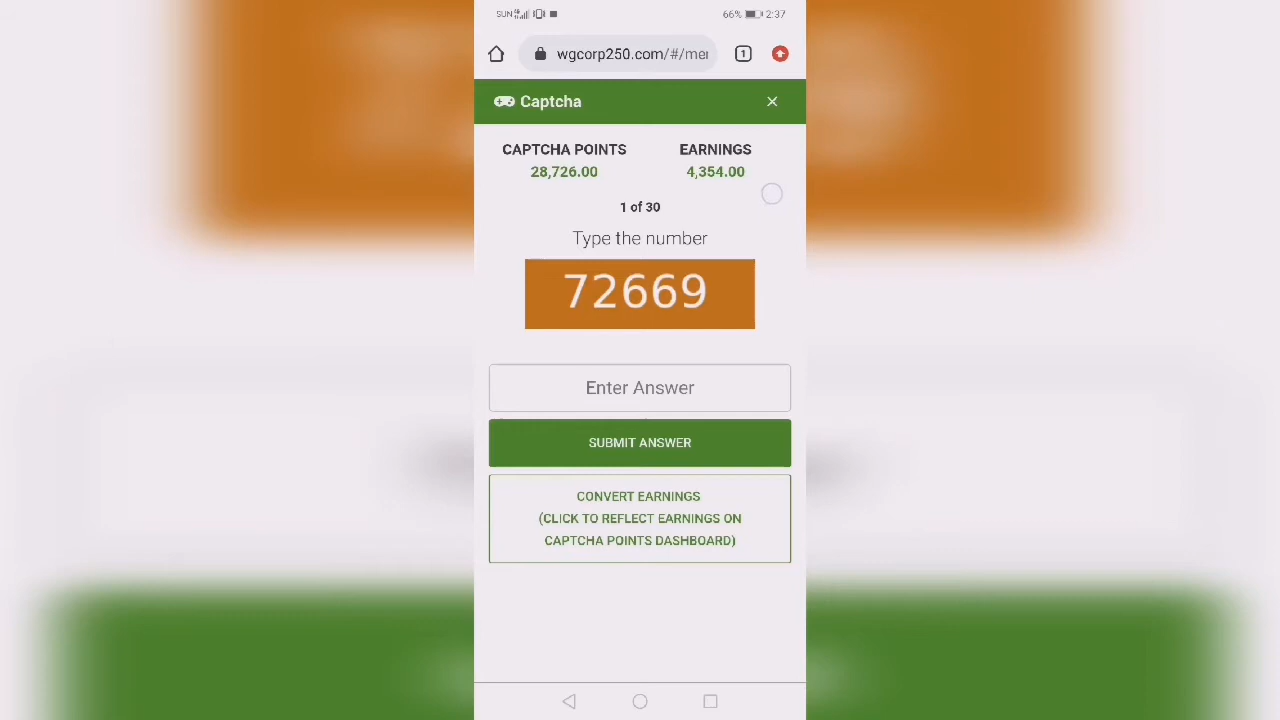 SUN 66% 2:37
wgcorp250.com/#/mer 1
Captcha
CAPTCHA POINTS EARNINGS
28,726.00 4,354.00
1 of 30
Type the number
72669
Enter Answer
SUBMIT ANSWER
CONVERT EARNINGS
(CLICK TO REFLECT EARNINGS ON
CAPTCHA POINTS DASHBOARD)